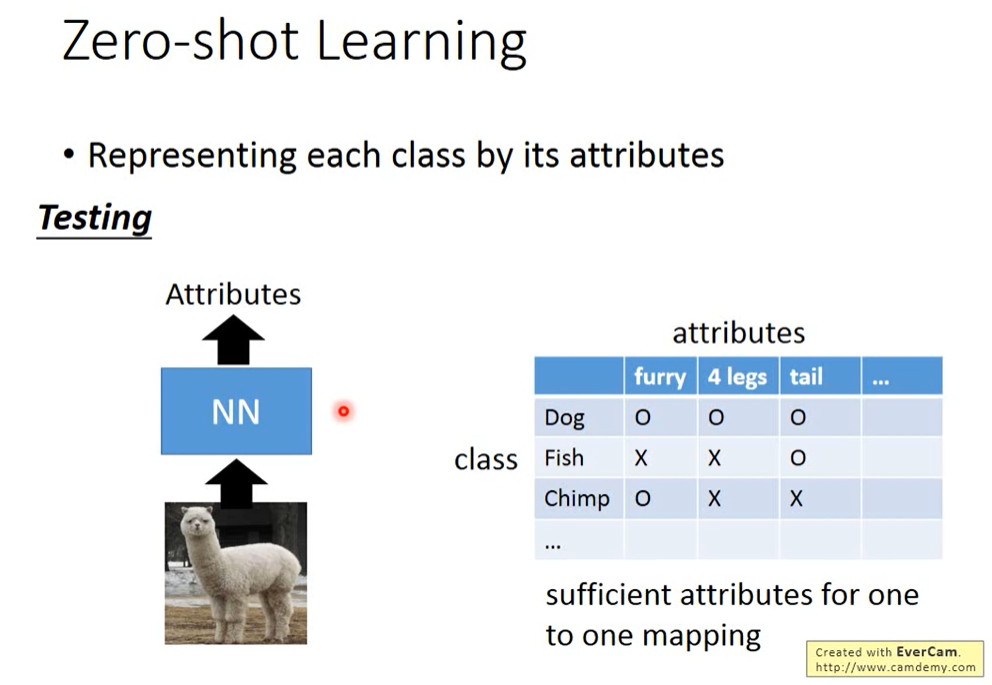 Zero-shot Learning
• Representing each class by its attributes
Testing
Attributes
NN
attributes
furry 4 legs tail ...
class
Dog O O O
Fish X X O
Chimp O X X
...
sufficient attributes for one
to one mapping
Created with EverCam.
http://www.camdemy.com